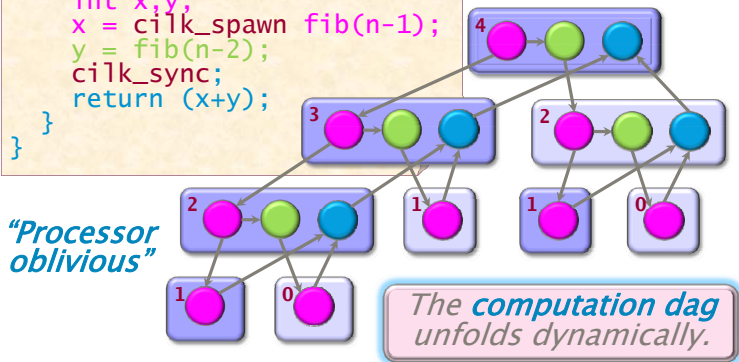 int x,y;
x = cilk_spawn fib(n-1);
y = fib(n-2);
cilk_sync;
return (x+y);
}
}
4
3
2
2
1
1
0
1
0
"Processor
oblivious"
The computation dag
unfolds dynamically.